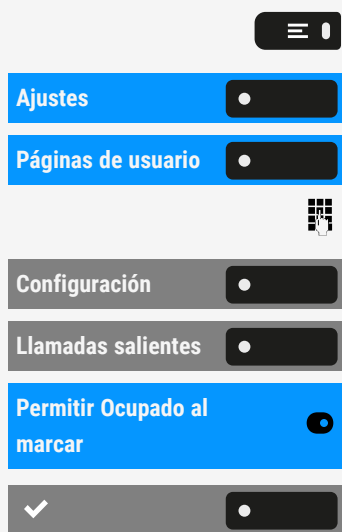 Ajustes
Páginas de usuario
Configuración
Llamadas salientes
Permitir Ocupado al
marcar